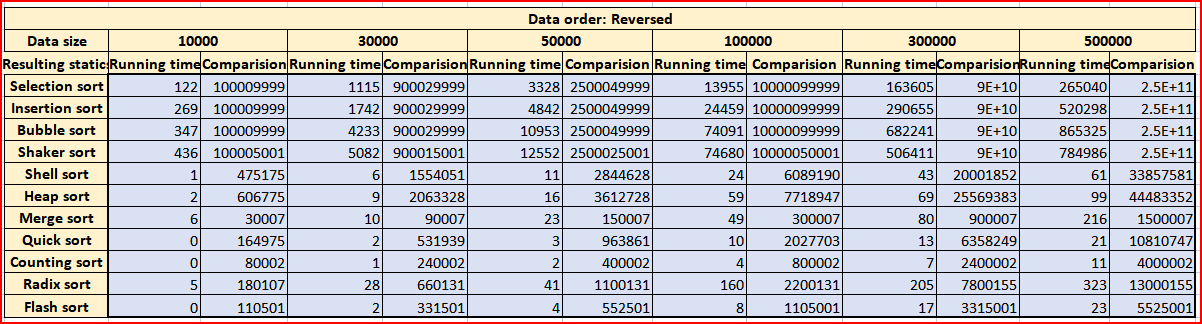 Data order: Reversed
Data size 10000 30000 50000 100000 300000 500000
Resulting static Running time Comparision Running time Comparision Running time Comparision Running time Comparision Running time Comparision Running time Comparision
Selection sort 122 100009999 1115 900029999 3328 2500049999 13955 10000099999 163605 9E+10 265040 2.5E+11
Insertion sort 269 100009999 1742 900029999 4842 2500049999 24459 10000099999 290655 9E+10 520298 2.5E+11
Bubble sort 347 100009999 4233 900029999 10953 2500049999 74091 10000099999 682241 9E+10 865325 2.5E+11
Shaker sort 436 100005001 5082 900015001 12552 2500025001 74680 10000050001 506411 9E+10 784986 2.5E+11
Shell sort 1 475175 6 1554051 11 2844628 24 6089190 43 20001852 61 33857581
Heap sort 2 606775 9 2063328 16 3612728 59 7718947 69 25569383 99 44483352
Merge sort 6 30007 10 90007 23 150007 49 300007 80 900007 216 1500007
Quick sort 0 164975 2 531939 3 963861 10 2027703 13 6358249 21 10810747
Counting sort 0 80002 1 240002 2 400002 4 800002 7 2400002 11 4000002
Radix sort 5 180107 28 660131 41 1100131 160 2200131 205 7800155 323 13000155
Flash sort 0 110501 2 331501 4 552501 8 1105001 17 3315001 23 5525001